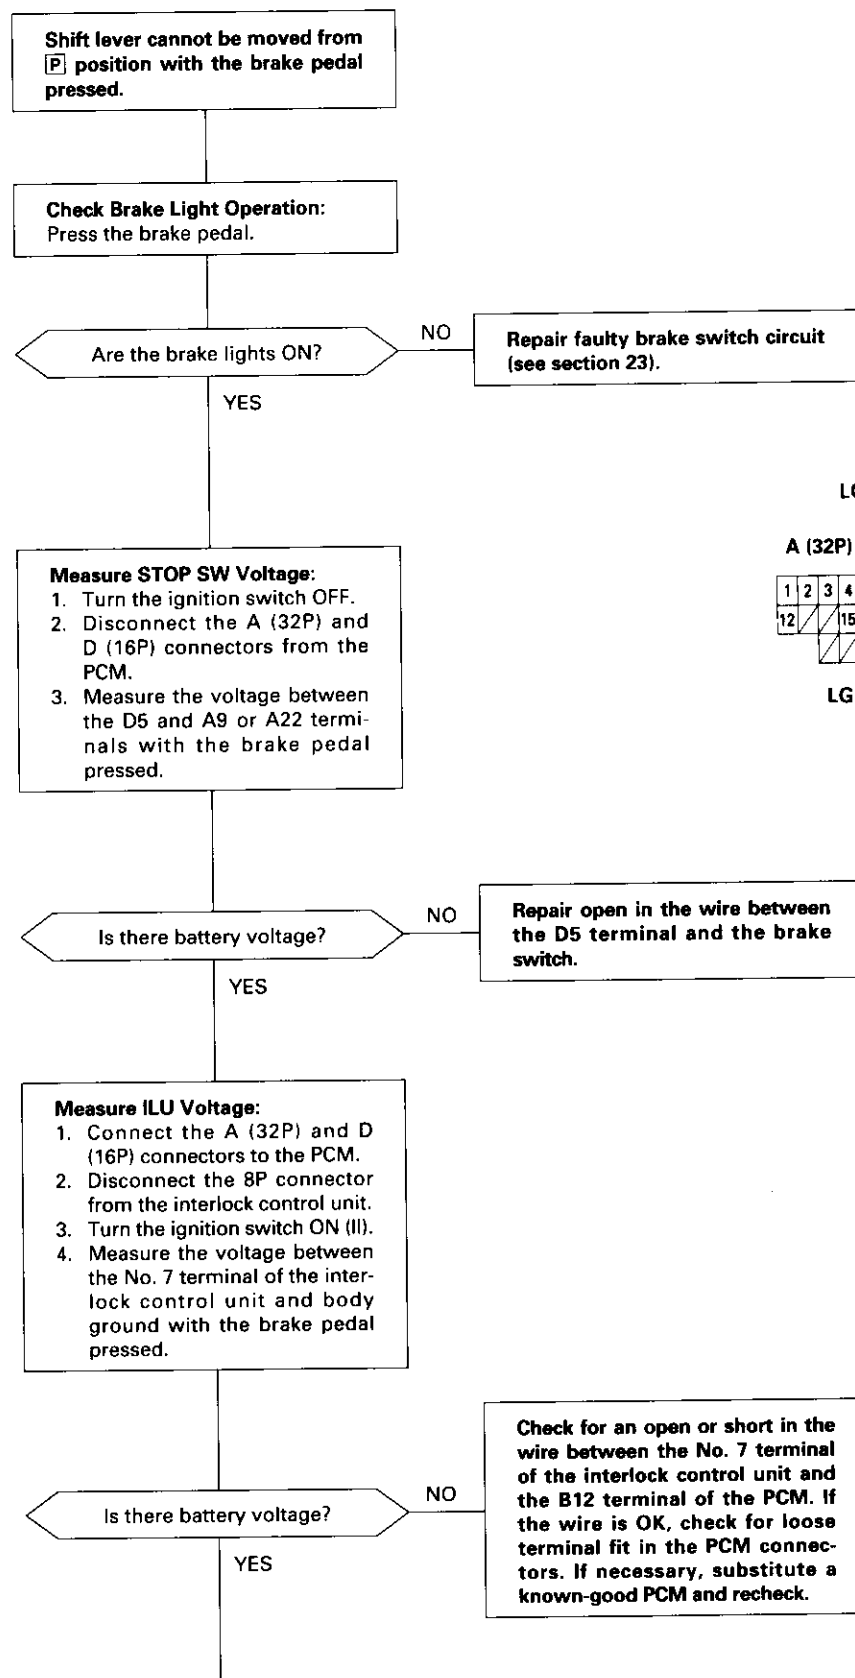 Shift lever cannot be moved from
P position with the brake pedal
pressed.
Check Brake Light Operation:
Press the brake pedal.
Are the brake lights ON?
NO
Repair faulty brake switch circuit
(see section 23).
YES
A (32P)
1 2 3 4
12 15
LG
Measure STOP SW Voltage:
1. Turn the ignition switch OFF.
2. Disconnect the A (32P) and
D (16P) connectors from the
PCM.
3. Measure the voltage between
the D5 and A9 or A22 termi-
nals with the brake pedal
pressed.
Is there battery voltage?
NO
Repair open in the wire between
the D5 terminal and the brake
switch.
YES
Measure ILU Voltage:
1. Connect the A (32P) and D
(16P) connectors to the PCM.
2. Disconnect the 8P connector
from the interlock control unit.
3. Turn the ignition switch ON (II).
4. Measure the voltage between
the No. 7 terminal of the inter-
lock control unit and body
ground with the brake pedal
pressed.
Is there battery voltage?
NO
Check for an open or short in the
wire between the No. 7 terminal
of the interlock control unit and
the B12 terminal of the PCM. If
the wire is OK, check for loose
terminal fit in the PCM connec-
tors. If necessary, substitute a
known-good PCM and recheck.
YES